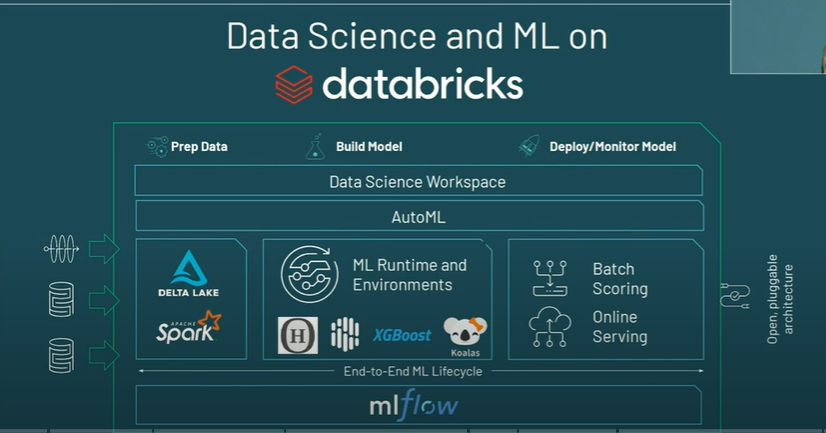 Data Science and ML on
databricks
Prep Data
Build Model
Deploy/Monitor Model
Data Science Workspace
AutoML
DELTA LAKE
APACHE
Spark
ML Runtime and
Environments
H
XGBoost
Koalas
Batch
Scoring
Online
Serving
Open, pluggable
architecture
End-to-End ML Lifecycle
mlflow